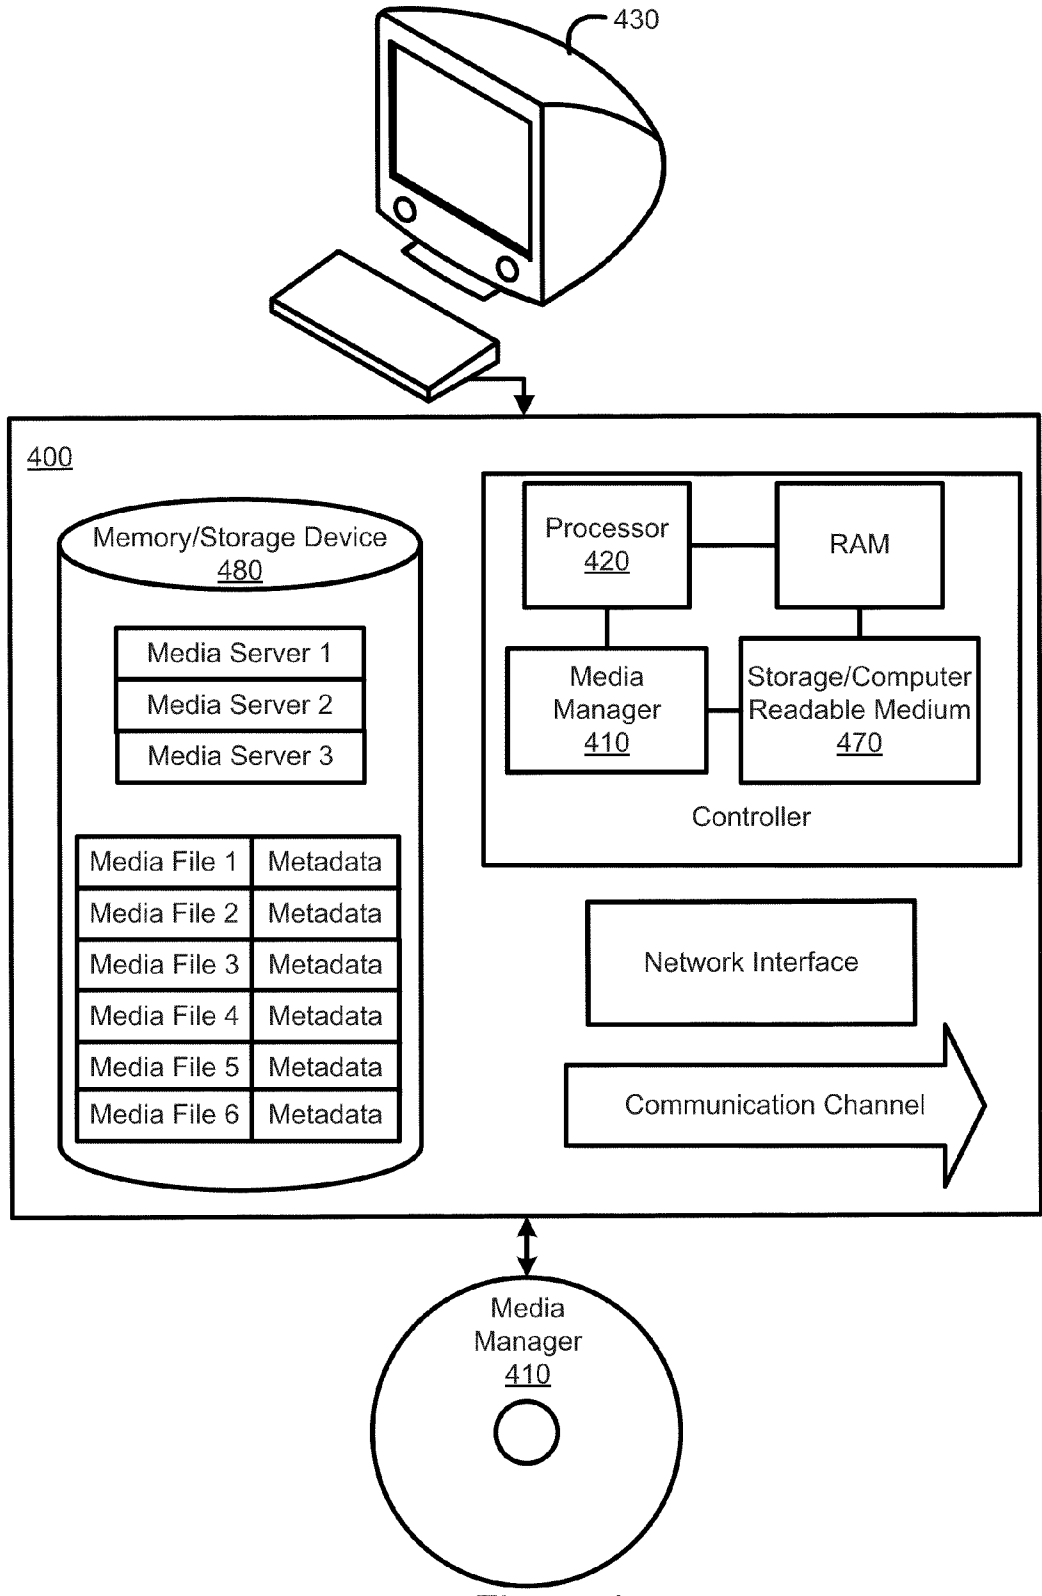 430
400
Memory/Storage Device
480
Media Server 1
Media Server 2
Media Server 3
Media File 1 Metadata
Media File 2 Metadata
Media File 3 Metadata
Media File 4 Metadata
Media File 5 Metadata
Media File 6 Metadata
Processor
420
RAM
Media
Manager
410
Storage/Computer
Readable Medium
470
Controller
Network Interface
Communication Channel
Media
Manager
410